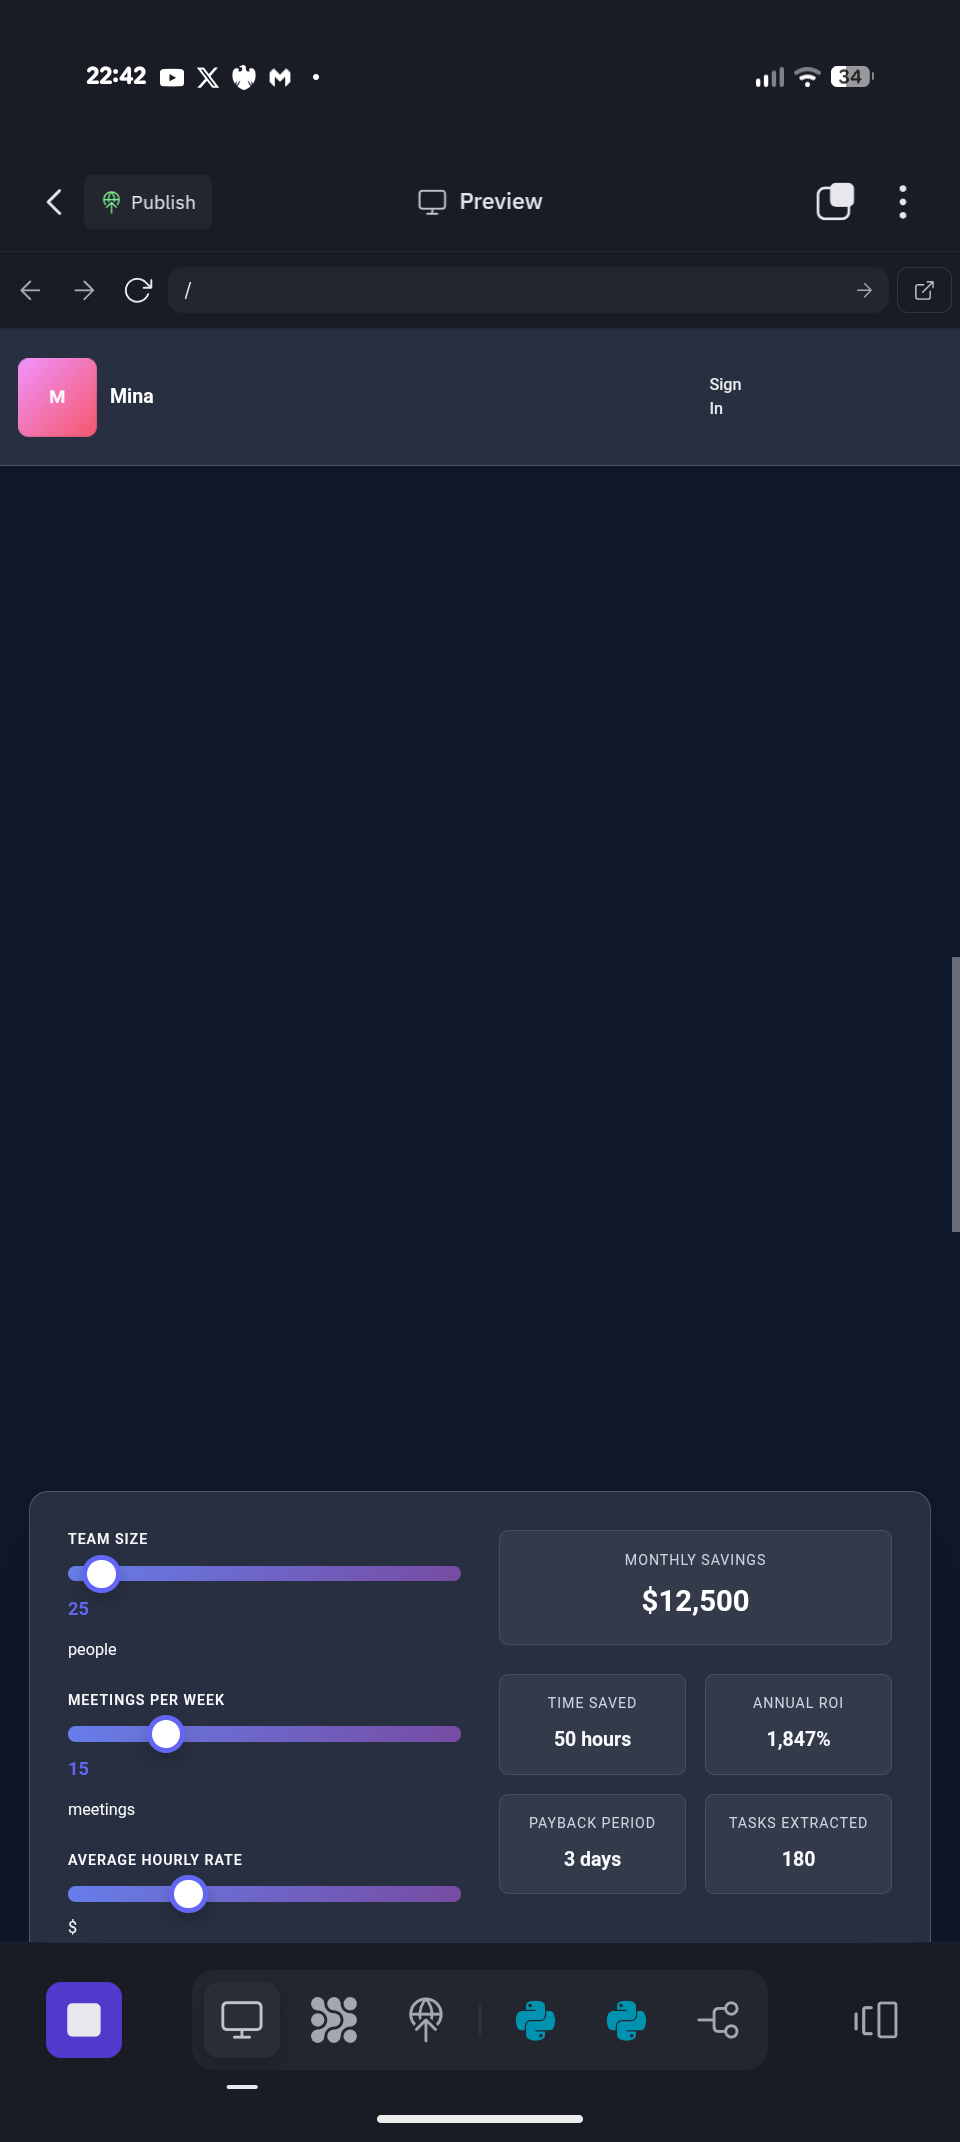 22:42
34
Publish
Preview
/
M
Mina
Sign
In
TEAM SIZE
25
people
MEETINGS PER WEEK
15
meetings
AVERAGE HOURLY RATE
$
MONTHLY SAVINGS
$12,500
TIME SAVED
50 hours
ANNUAL ROI
1,847%
PAYBACK PERIOD
3 days
TASKS EXTRACTED
180